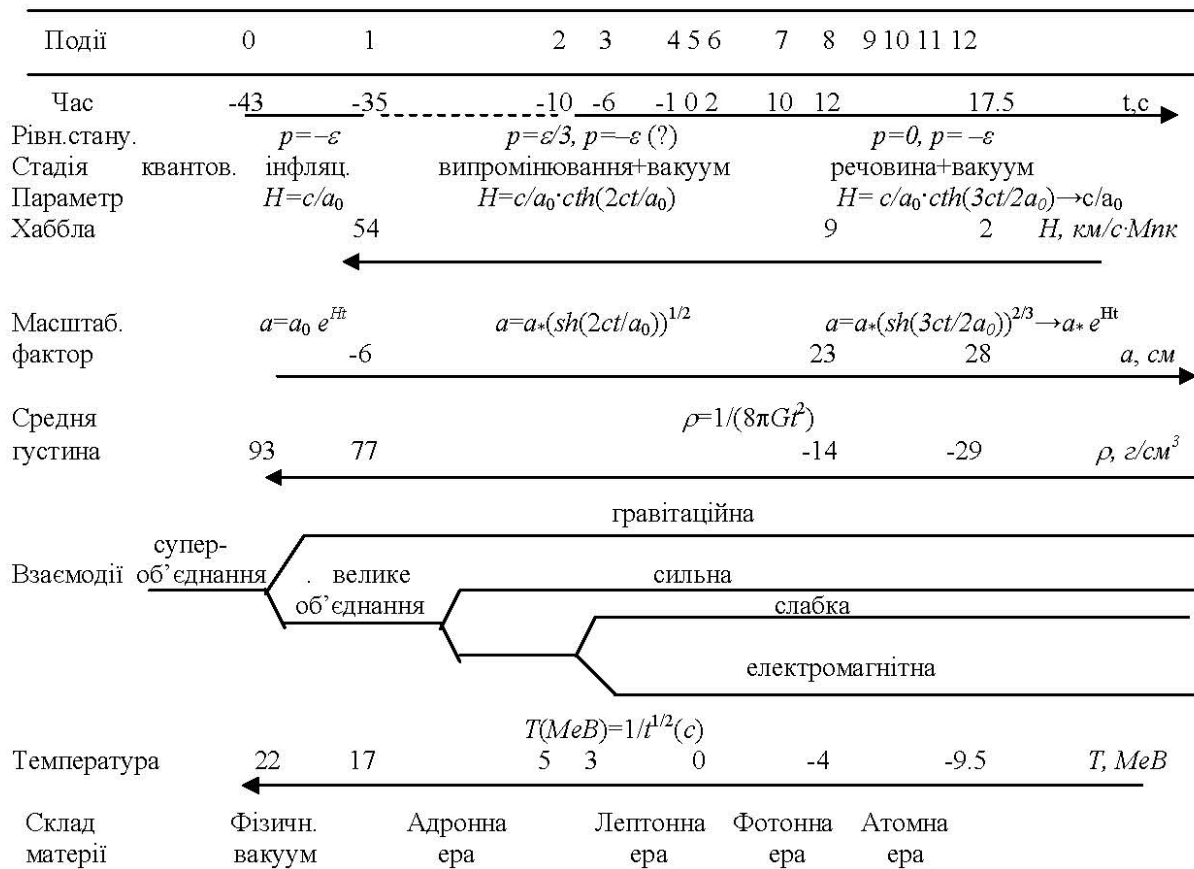 Події 0 1 2 3 4 5 6 7 8 9 10 11 12
Час -43 -35 -10 -6 -1 0 2 10 12 17.5 t,с
Рівн.стану. p=–ε p=ε/3, p=–ε (?) p=0, p= –ε
Стадія квантов. інфляц. випромінювання+вакуум речовина+вакуум
Параметр H=c/a₀ H=c/a₀·cth(2ct/a₀) H= c/a₀·cth(3ct/2a₀)→c/a₀
Хаббла 54 9 2 H, км/с·Мпк
Масштаб. a=a₀ e^Ht a=a*(sh(2ct/a₀))^1/2 a=a*(sh(3ct/2a₀))^2/3→a* e^Ht
фактор -6 23 28 a, см
Средня ρ=1/(8πGt²)
густина 93 77 -14 -29 ρ, г/см³
гравітаційна
супер-
Взаємодії об’єднання . велике сильна
об’єднання слабка
електромагнітна
T(МеВ)=1/t^1/2(c)
Температура 22 17 5 3 0 -4 -9.5 T, МеВ
Склад Фізичн. Адронна Лептонна Фотонна Атомна
матерії вакуум ера ера ера ера